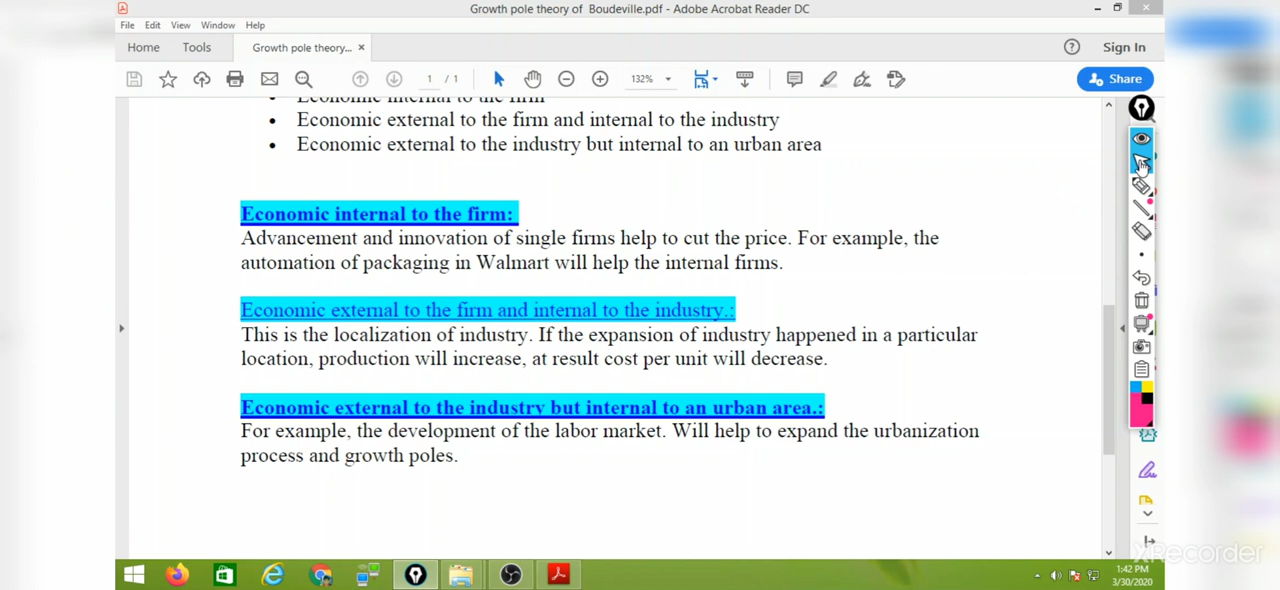 Growth pole theory of Boudeville.pdf - Adobe Acrobat Reader DC
File Edit View Window Help
Home Tools Growth pole theory... × Sign In
1 / 1 132% Share
• Economic internal to the firm
• Economic external to the firm and internal to the industry
• Economic external to the industry but internal to an urban area
Economic internal to the firm:
Advancement and innovation of single firms help to cut the price. For example, the
automation of packaging in Walmart will help the internal firms.
Economic external to the firm and internal to the industry.:
This is the localization of industry. If the expansion of industry happened in a particular
location, production will increase, at result cost per unit will decrease.
Economic external to the industry but internal to an urban area.:
For example, the development of the labor market. Will help to expand the urbanization
process and growth poles.
XRecorder
1:42 PM
3/30/2020